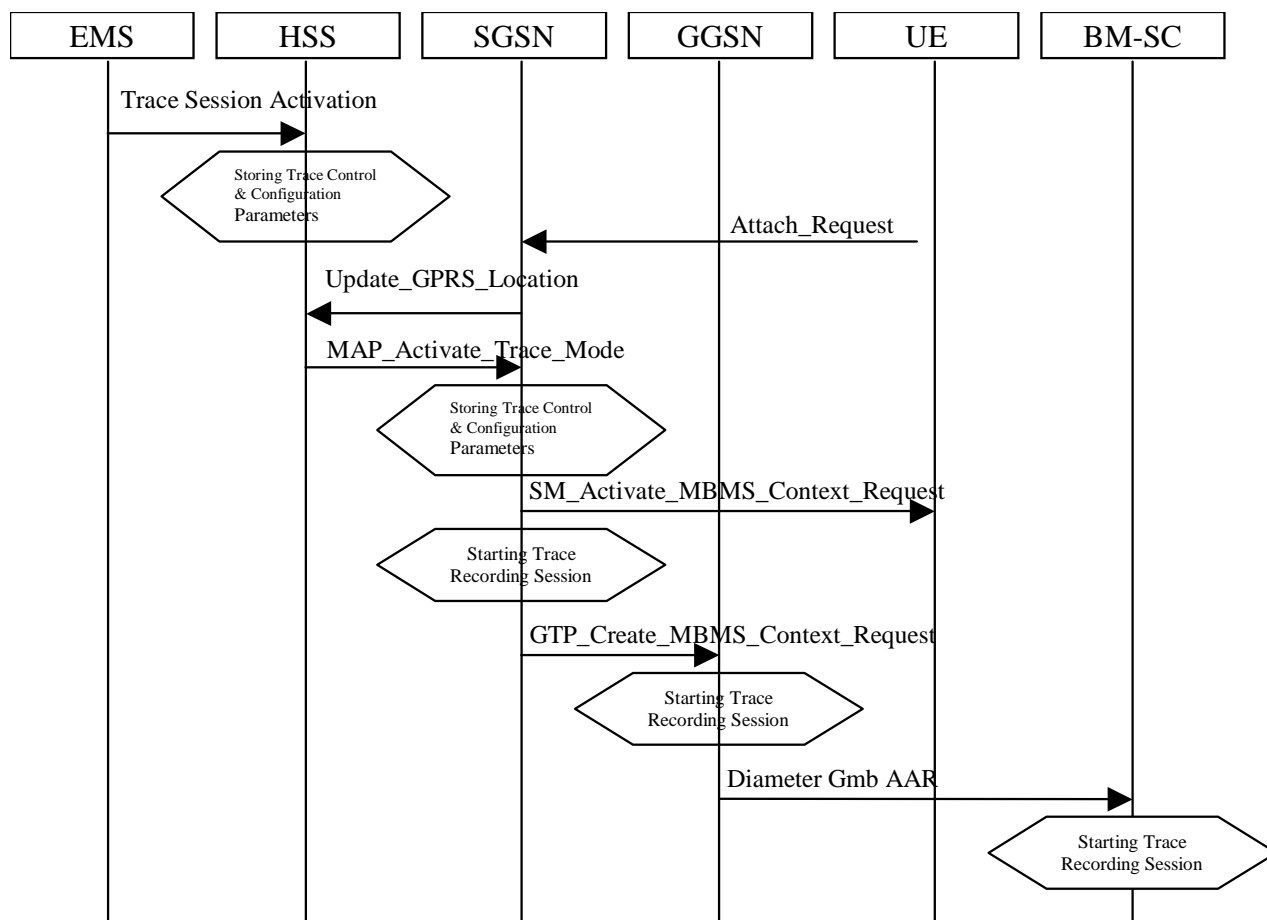 EMS
HSS
SGSN
GGSN
UE
BM-SC
Trace Session Activation
Storing Trace Control
& Configuration
Parameters
Attach_Request
Update_GPRS_Location
MAP_Activate_Trace_Mode
Storing Trace Control
& Configuration
Parameters
SM_Activate_MBMS_Context_Request
Starting Trace
Recording Session
GTP_Create_MBMS_Context_Request
Starting Trace
Recording Session
Diameter Gmb AAR
Starting Trace
Recording Session